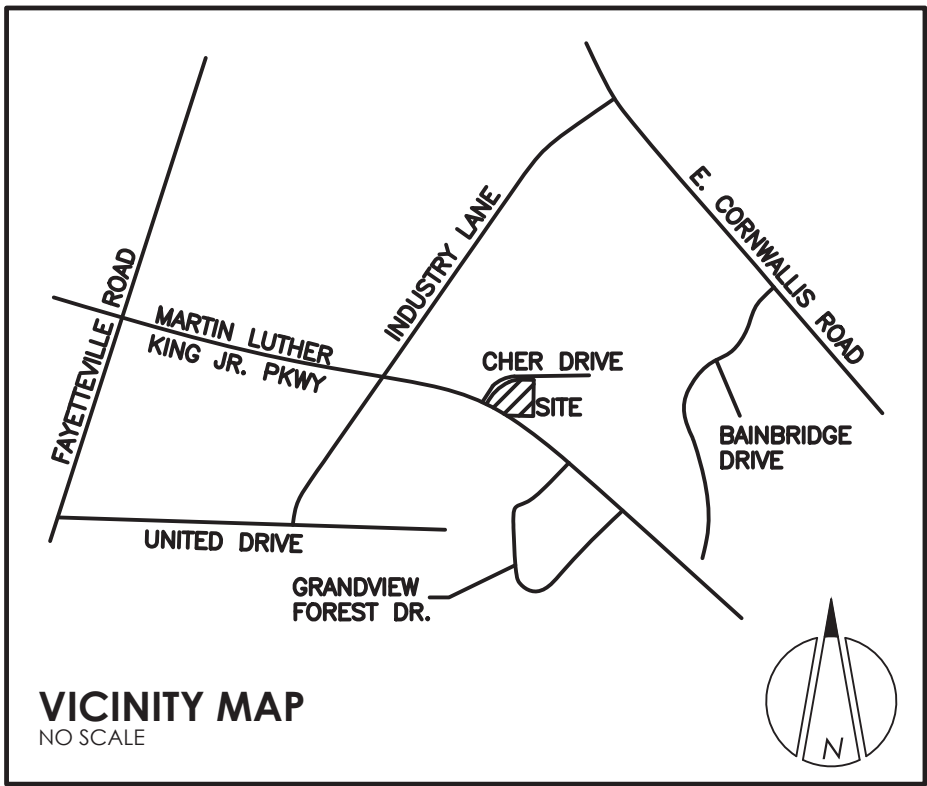 E. CORNWALLIS ROAD
INDUSTRY LANE
FAYETTEVILLE ROAD
MARTIN LUTHER
KING JR. PKWY
CHER DRIVE
SITE
BAINBRIDGE
DRIVE
UNITED DRIVE
GRANDVIEW
FOREST DR.
VICINITY MAP
NO SCALE
N